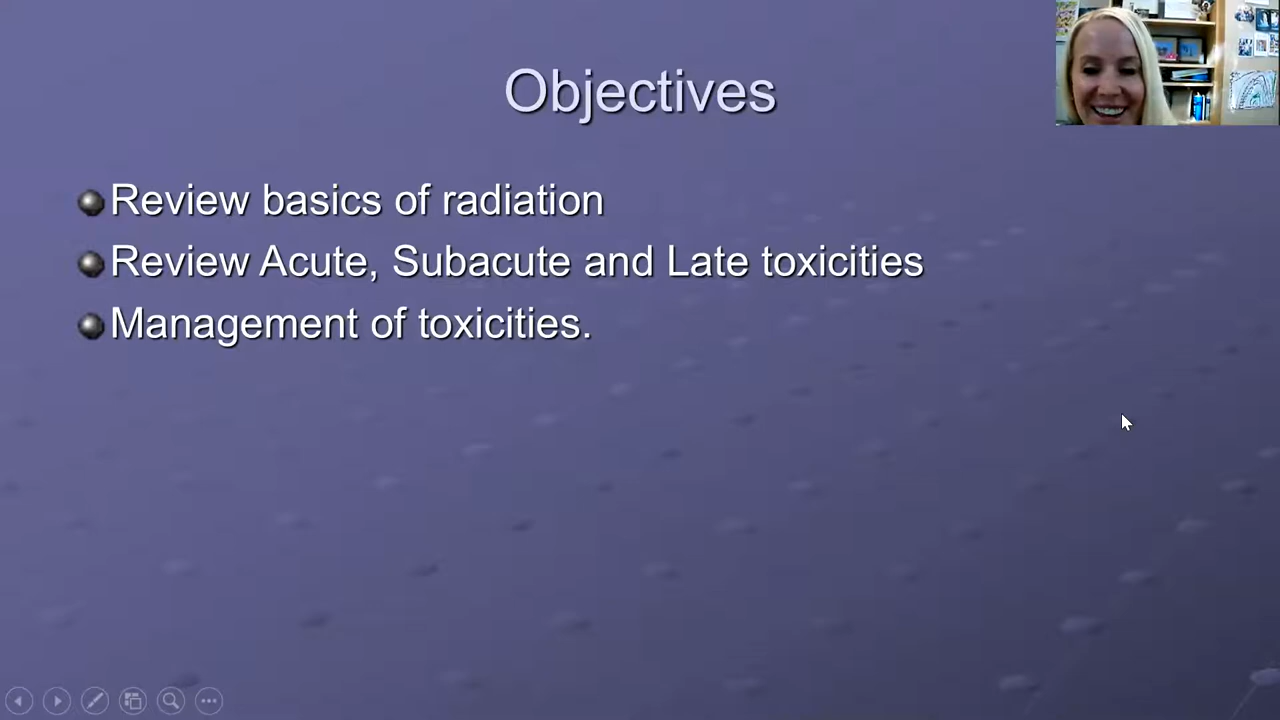 Objectives
Review basics of radiation
Review Acute, Subacute and Late toxicities
Management of toxicities.